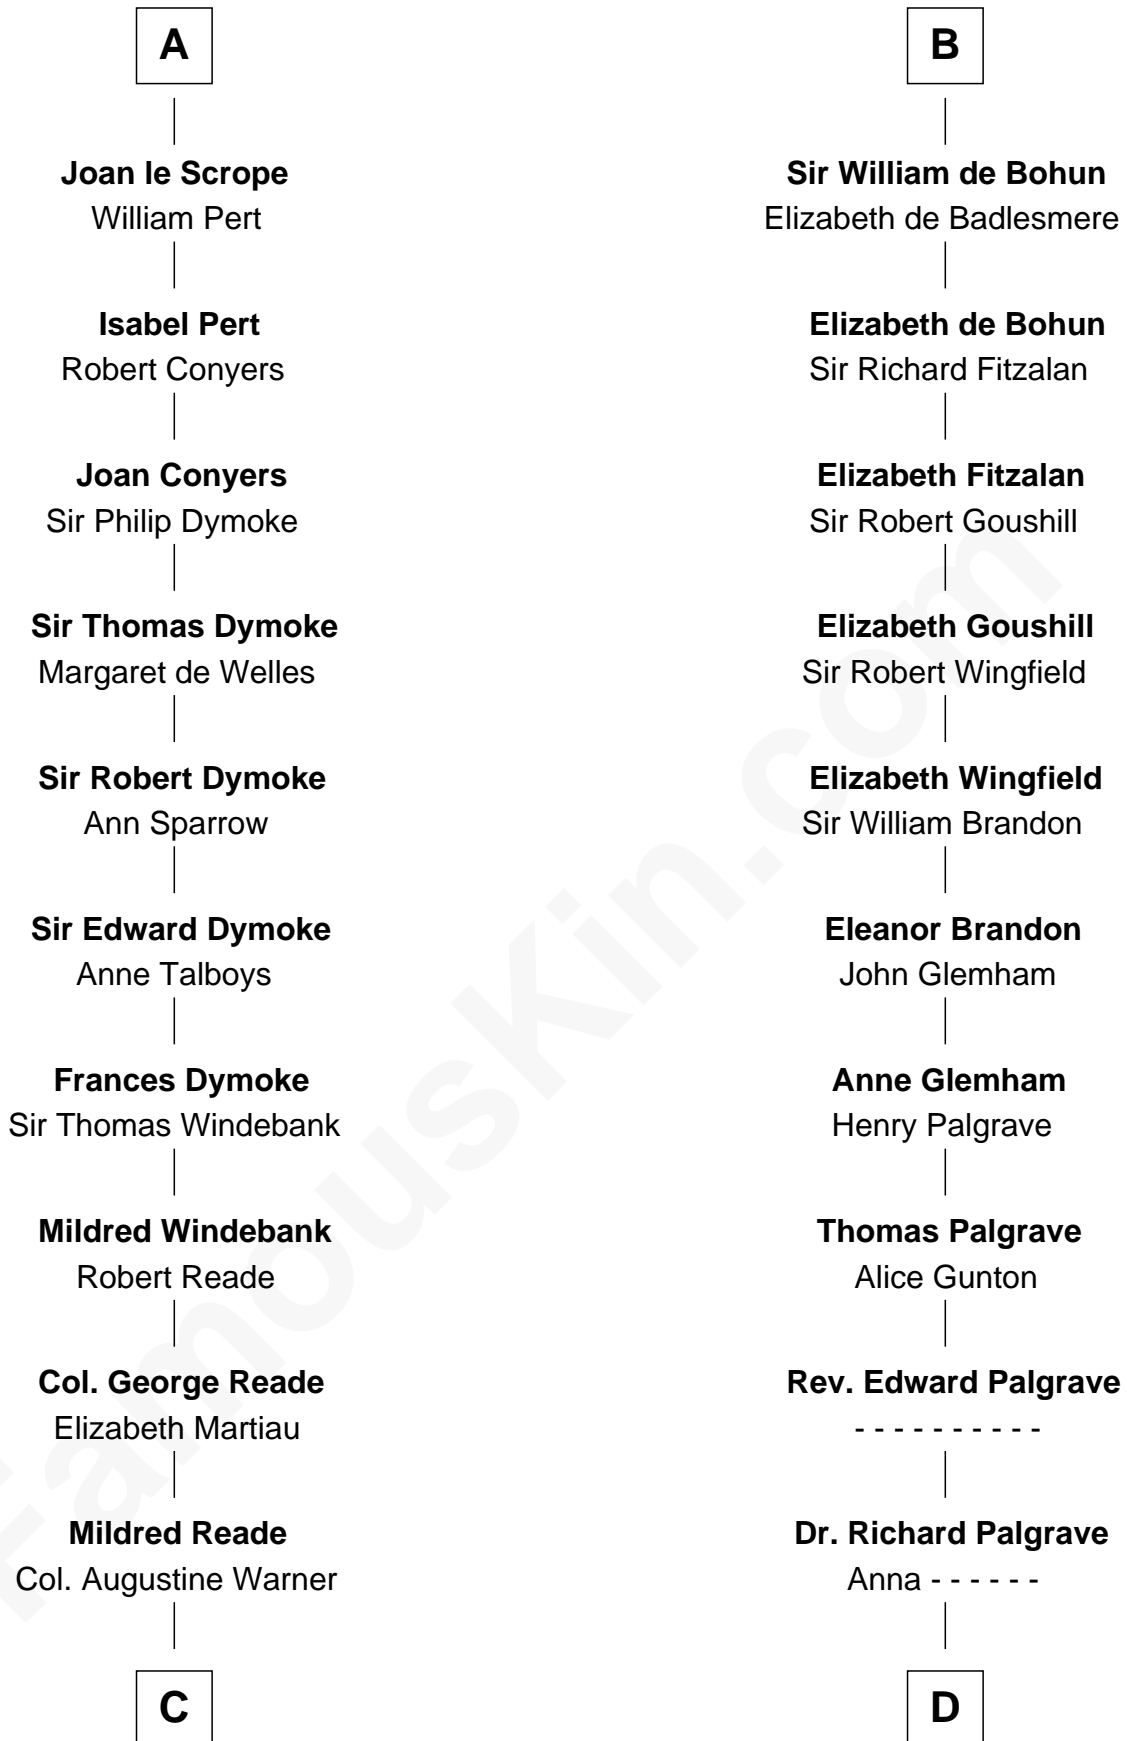 A
Joan le Scrope
William Pert
Isabel Pert
Robert Conyers
Joan Conyers
Sir Philip Dymoke
Sir Thomas Dymoke
Margaret de Welles
Sir Robert Dymoke
Ann Sparrow
Sir Edward Dymoke
Anne Talboys
Frances Dymoke
Sir Thomas Windebank
Mildred Windebank
Robert Reade
Col. George Reade
Elizabeth Martiau
Mildred Reade
Col. Augustine Warner
C
B
Sir William de Bohun
Elizabeth de Badlesmere
Elizabeth de Bohun
Sir Richard Fitzalan
Elizabeth Fitzalan
Sir Robert Goushill
Elizabeth Goushill
Sir Robert Wingfield
Elizabeth Wingfield
Sir William Brandon
Eleanor Brandon
John Glemham
Anne Glemham
Henry Palgrave
Thomas Palgrave
Alice Gunton
Rev. Edward Palgrave
- - - - - - - - - -
Dr. Richard Palgrave
Anna - - - - - -
D
FamousKin.com